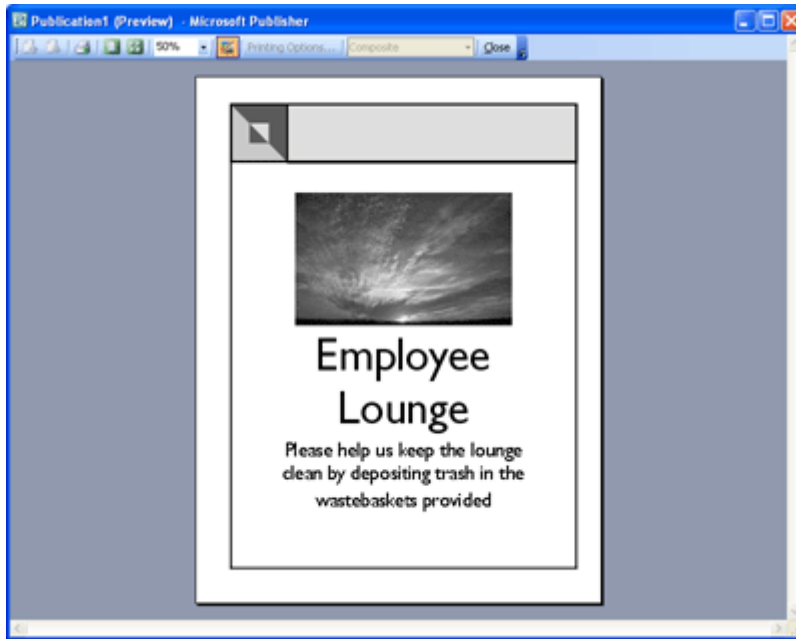 Publication1 (Preview) - Microsoft Publisher
50% Printing Options... Composite Close
Employee
Lounge
Please help us keep the lounge
clean by depositing trash in the
wastebaskets provided